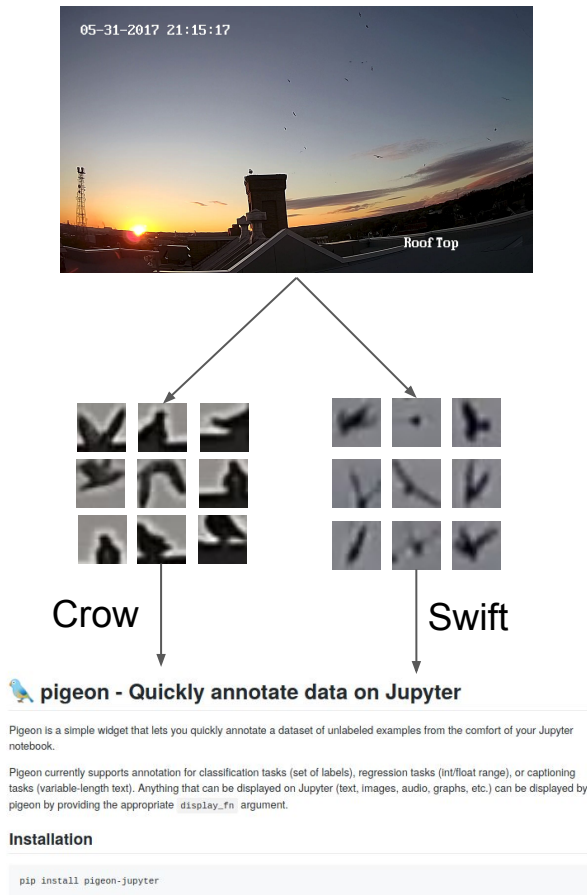 05-31-2017 21:15:17
Roof Top
Crow
Swift
pigeon - Quickly annotate data on Jupyter
Pigeon is a simple widget that lets you quickly annotate a dataset of unlabeled examples from the comfort of your Jupyter
notebook.
Pigeon currently supports annotation for classification tasks (set of labels), regression tasks (int/float range), or captioning
tasks (variable-length text). Anything that can be displayed on Jupyter (text, images, audio, graphs, etc.) can be displayed by
pigeon by providing the appropriate display_fn argument.
Installation
pip install pigeon-jupyter